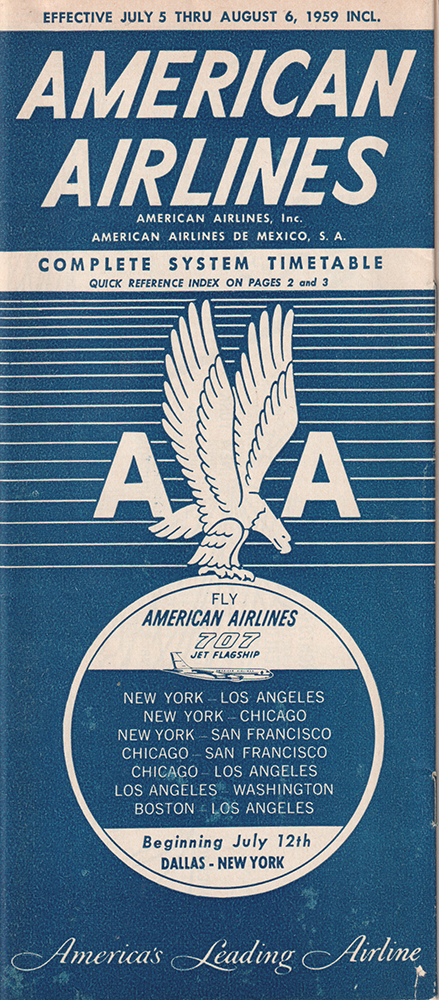 EFFECTIVE JULY 5 THRU AUGUST 6, 1959 INCL.
AMERICAN
AIRLINES
AMERICAN AIRLINES, Inc.
AMERICAN AIRLINES DE MEXICO, S. A.
COMPLETE SYSTEM TIMETABLE
QUICK REFERENCE INDEX ON PAGES 2 and 3
A A
FLY
AMERICAN AIRLINES
707
JET FLAGSHIP
NEW YORK - LOS ANGELES
NEW YORK - CHICAGO
NEW YORK - SAN FRANCISCO
CHICAGO - SAN FRANCISCO
CHICAGO - LOS ANGELES
LOS ANGELES - WASHINGTON
BOSTON - LOS ANGELES
Beginning July 12th
DALLAS - NEW YORK
America's Leading Airline